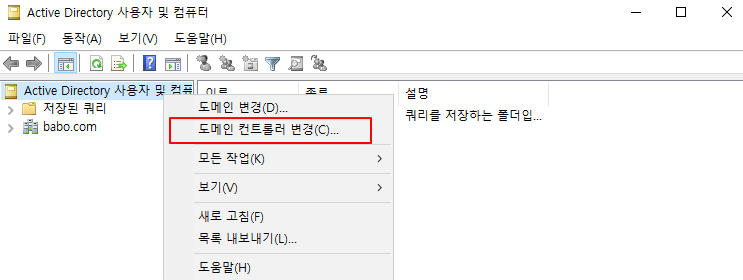 Active Directory 사용자 및 컴퓨터
파일(F) 동작(A) 보기(V) 도움말(H)
Active Directory 사용자 및 컴퓨
저장된 쿼리
babo.com
이름 종류 설명
쿼리를 저장하는 폴더입...
도메인 변경(D)...
도메인 컨트롤러 변경(C)...
모든 작업(K)
보기(V)
새로 고침(F)
목록 내보내기(L)...
도움말(H)